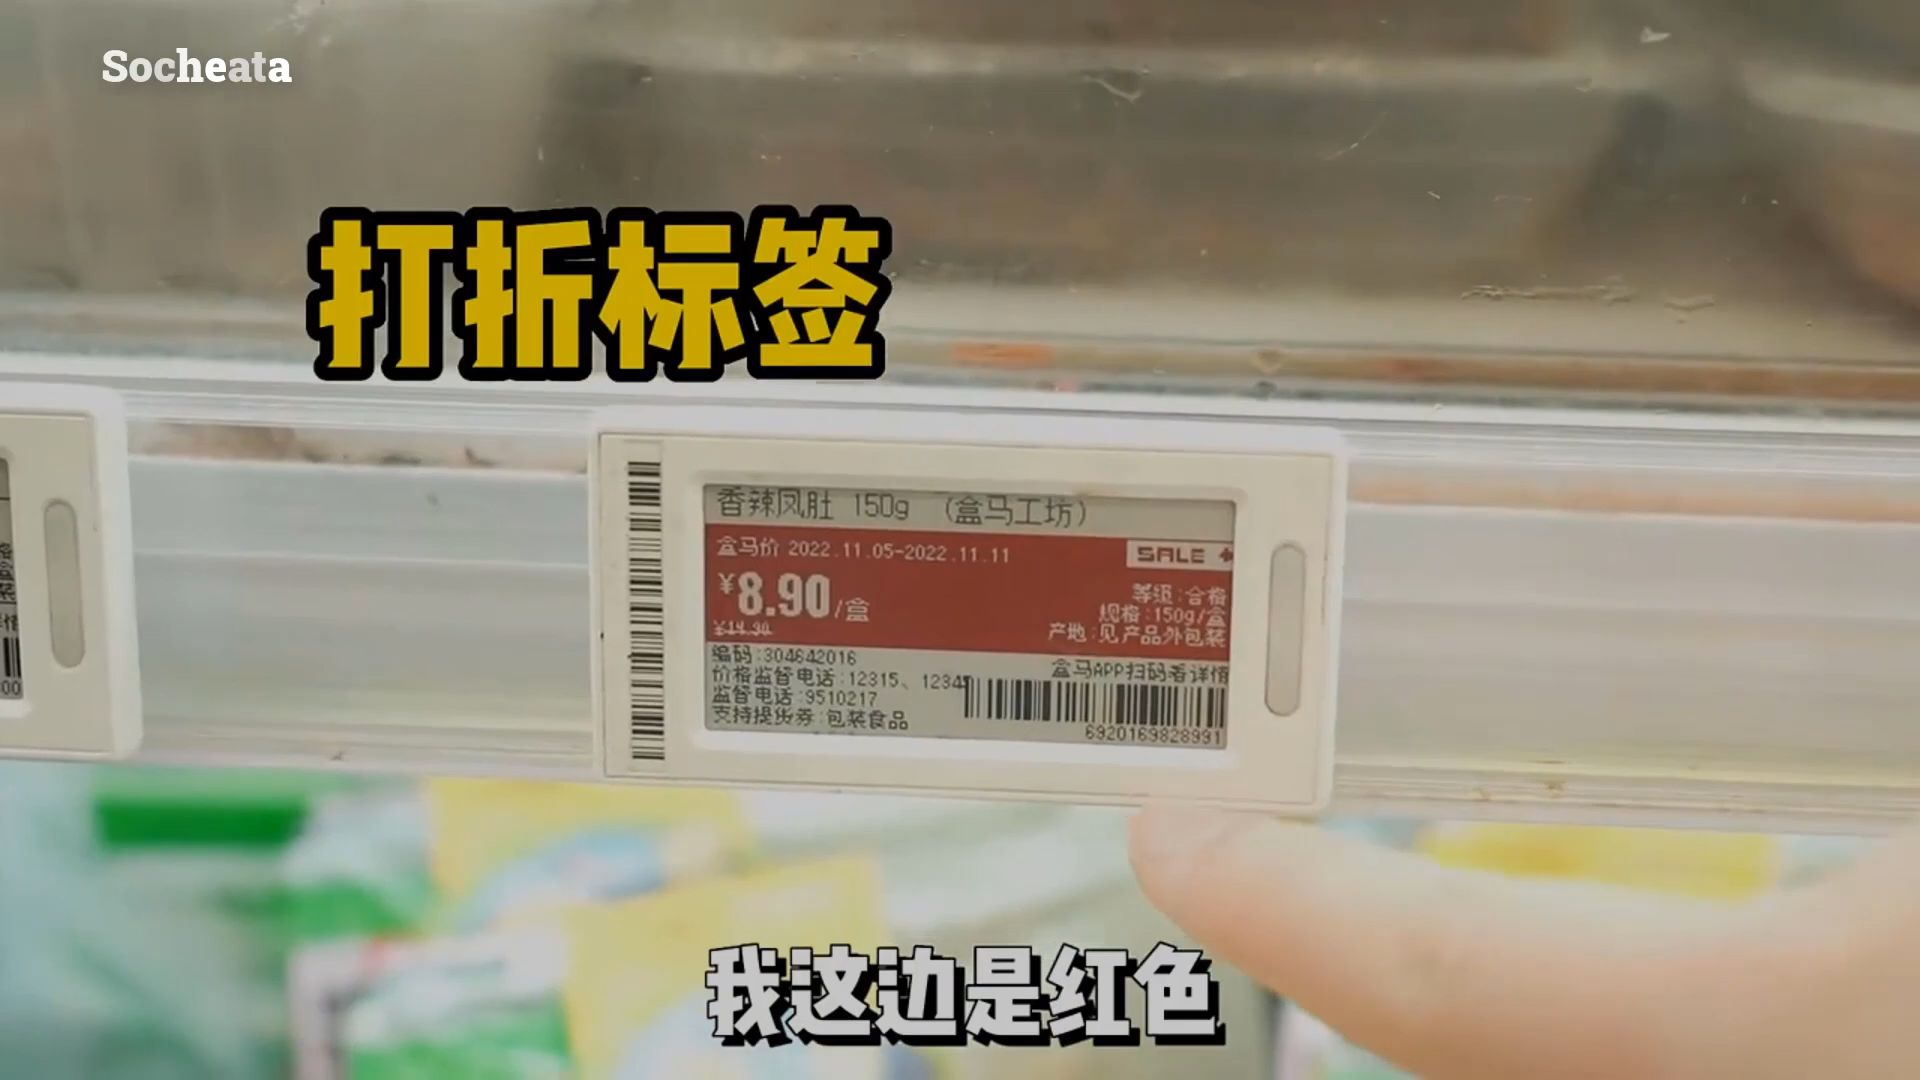 Socheata
打折标签
香辣凤肚 150g （盒马工坊）
盒马价 2022.11.05-2022.11.11
SALE
¥8.90/盒
¥14.90
等级:合格
规格:150g/盒
产地:见产品外包装
编码:304642016
价格监督电话:12315、12345
监督电话:9510217
支持提货券:包装食品
盒马APP扫码看详情
6920169828991
我这边是红色